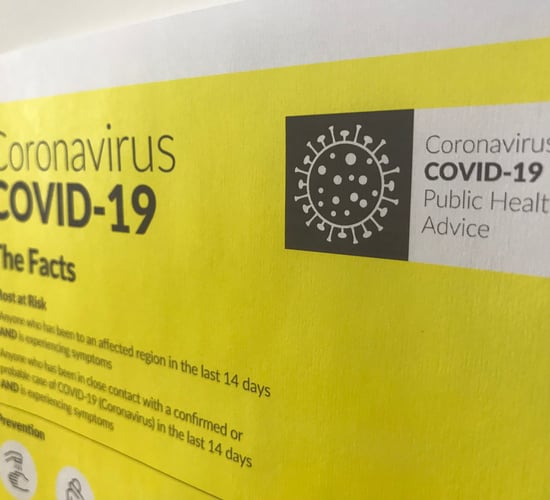 Coronavirus
COVID-19
The Facts
Most at Risk
Anyone who has been to an affected region in the last 14 days
AND is experiencing symptoms
Anyone who has been in close contact with a confirmed or
probable case of COVID-19 (Coronavirus) in the last 14 days
AND is experiencing symptoms
Prevention
Coronavirus
COVID-19
Public Healt
Advice